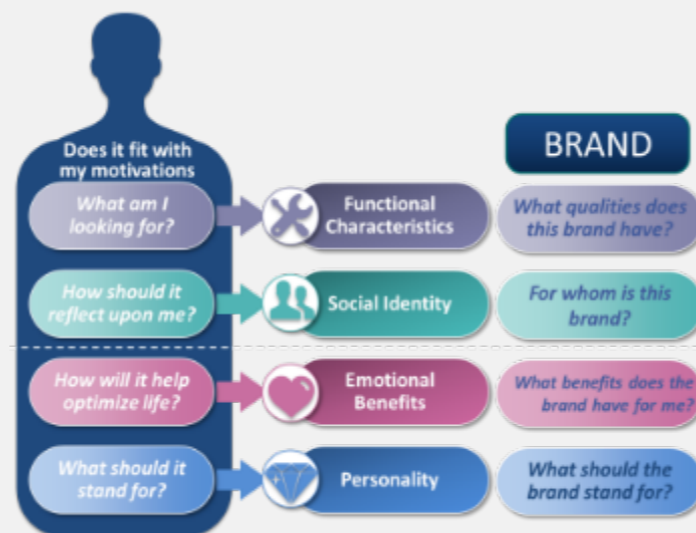 Does it fit with
my motivations
BRAND
What am I
looking for?
Functional
Characteristics
What qualities does
this brand have?
How should it
reflect upon me?
Social Identity
For whom is this
brand?
How will it help
optimize life?
Emotional
Benefits
What benefits does the
brand have for me?
What should it
stand for?
Personality
What should the
brand stand for?